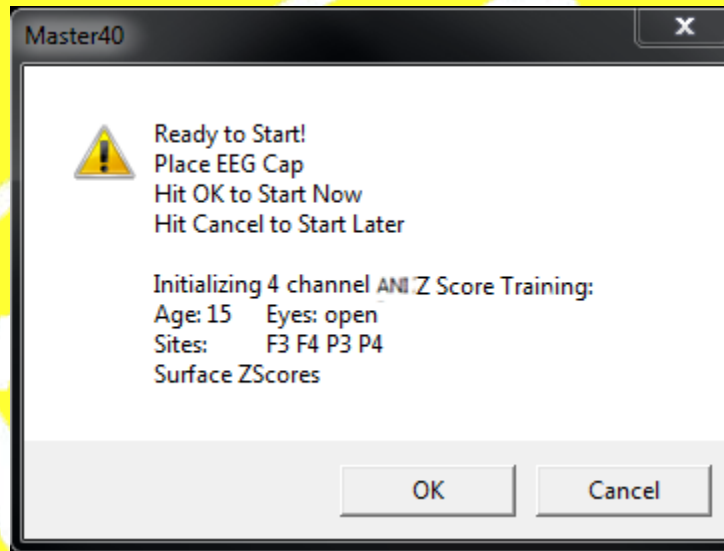 Master40
Ready to Start!
Place EEG Cap
Hit OK to Start Now
Hit Cancel to Start Later
Initializing 4 channel ANI Z Score Training:
Age: 15 Eyes: open
Sites: F3 F4 P3 P4
Surface ZScores
OK Cancel